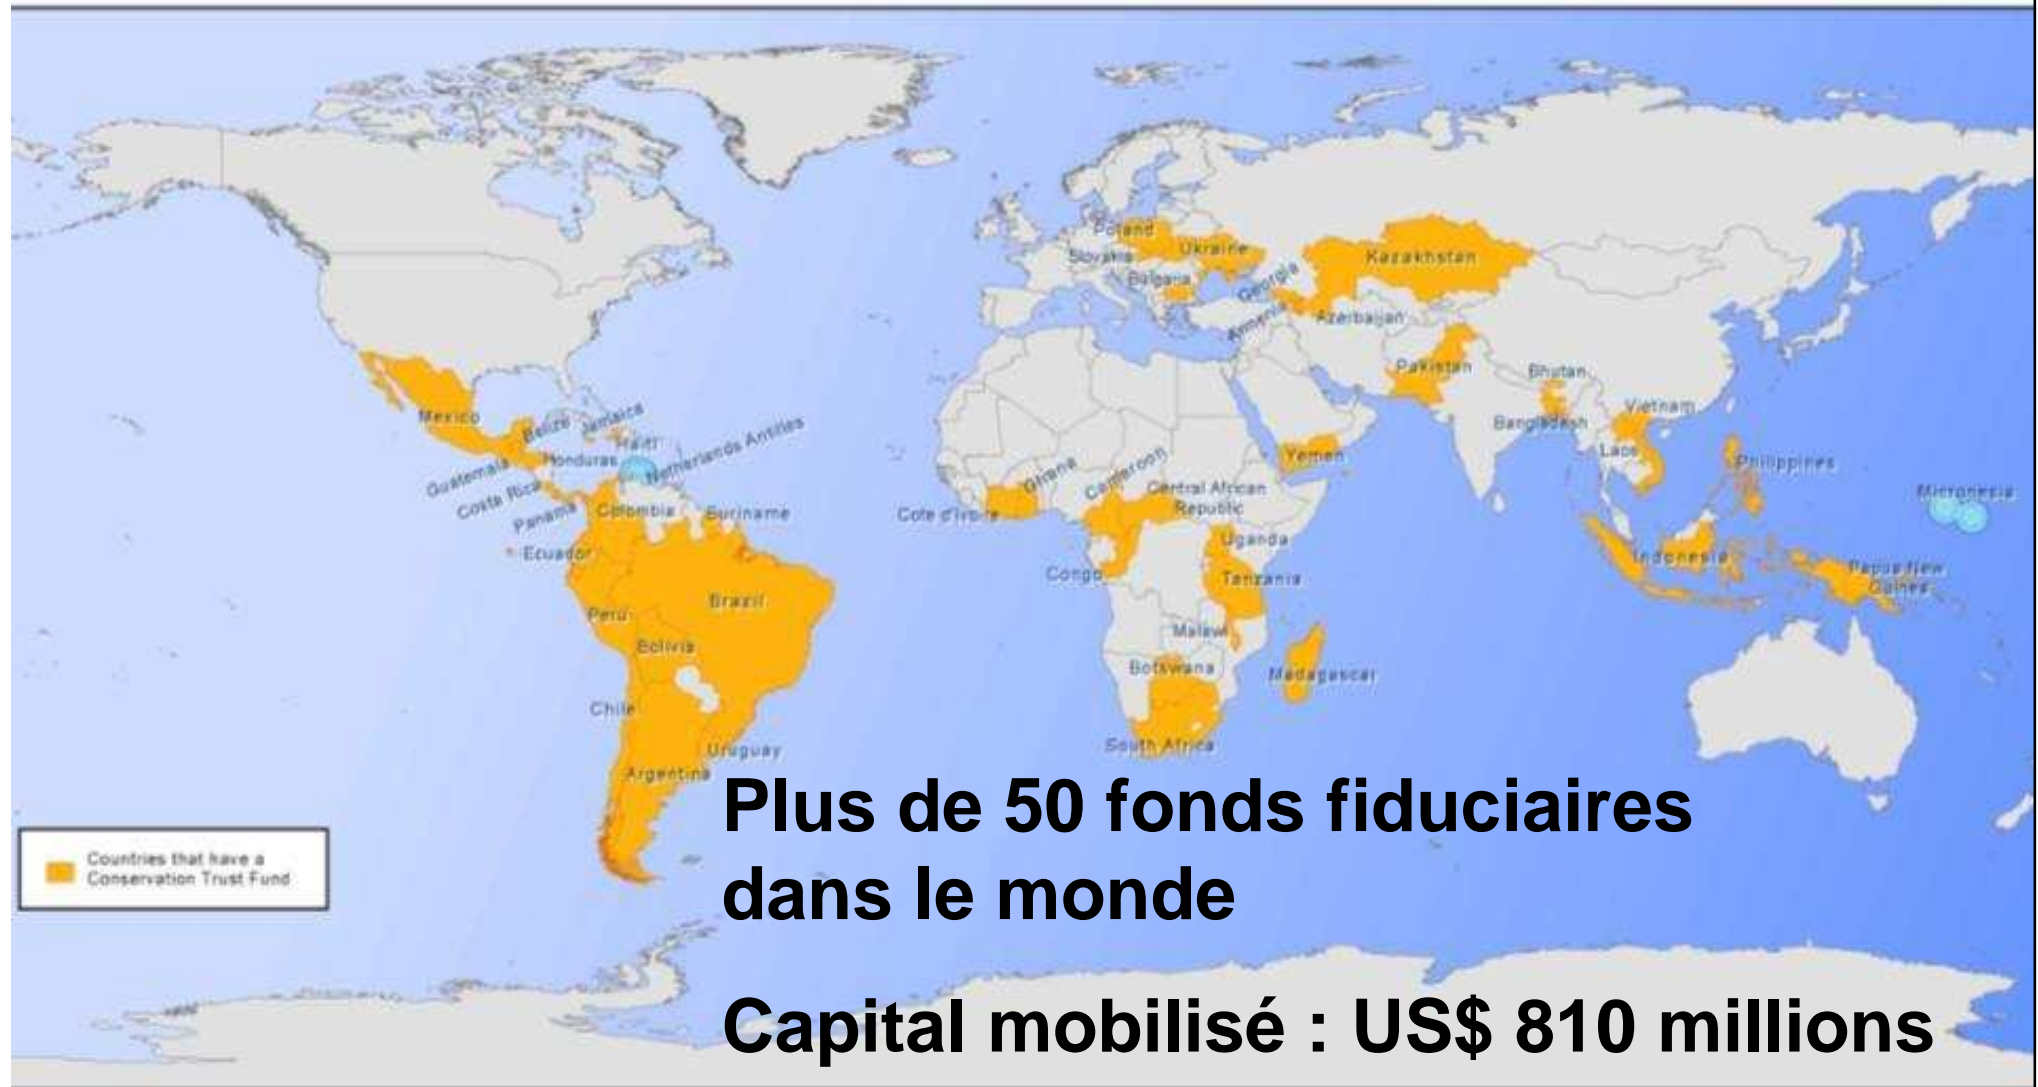 Poland
Ukraine
Slovakia
Kazakhstan
Bulgaria
Georgia
Armenia
Azerbaijan
Pakistan
Bhutan
Bangladesh
Vietnam
Laos
Philippines
Micronesia
Mexico
Belize
Jamaica
Haiti
Netherlands Antilles
Honduras
Guatemala
Costa Rica
Panama
Colombia
Suriname
Ecuador
Peru
Brazil
Bolivia
Chile
Uruguay
Argentina
Yemen
Ghana
Cameroon
Central African
Republic
Cote d'Ivoire
Uganda
Congo
Tanzania
Malawi
Botswana
Madagascar
South Africa
Indonesia
Papua New
Guinea
Countries that have a
Conservation Trust Fund
Plus de 50 fonds fiduciaires
dans le monde
Capital mobilisé : US$ 810 millions